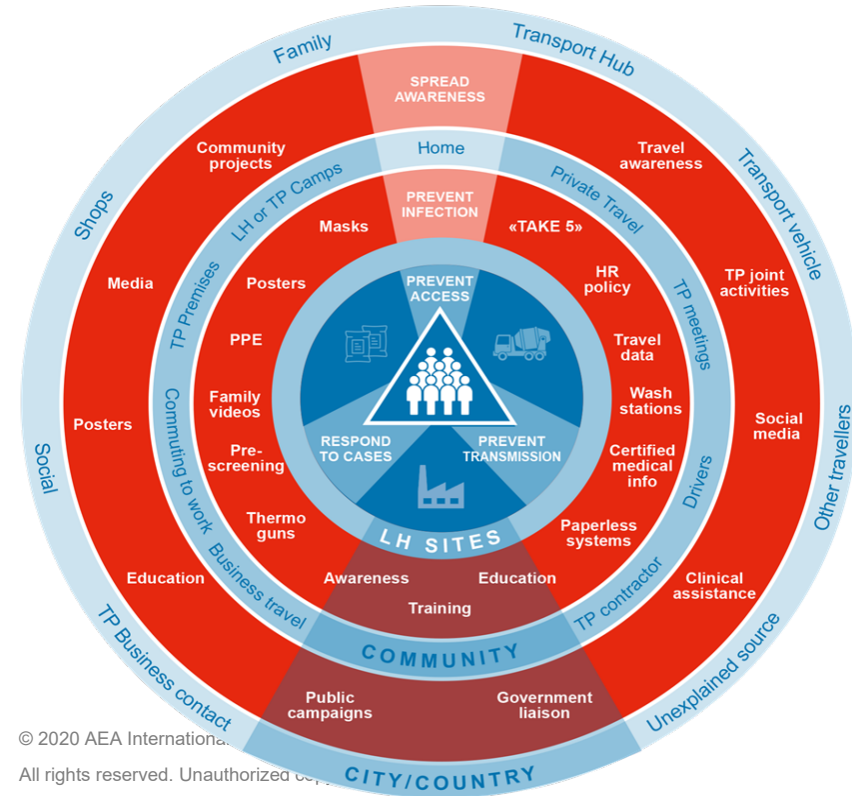 Family
Transport Hub
SPREAD
AWARENESS
Community
projects
Home
Travel
awareness
LH or TP Camps
Private Travel
Transport vehicle
Shops
PREVENT
INFECTION
Masks
«TAKE 5»
Media
Posters
HR
policy
TP joint
activities
PREVENT
ACCESS
TP Premises
TP meetings
PPE
Travel
data
Family
videos
Wash
stations
Posters
Social
media
Commuting to work
RESPOND
TO CASES
PREVENT
TRANSMISSION
Pre-
screening
Certified
medical
info
Social
Drivers
Other travellers
Thermo
guns
Paperless
systems
LH SITES
Education
Business travel
Awareness
Education
Training
TP contractor
Clinical
assistance
COMMUNITY
TP Business contact
Unexplained source
Public
campaigns
Government
liaison
CITY/COUNTRY
© 2020 AEA International
All rights reserved. Unauthorized